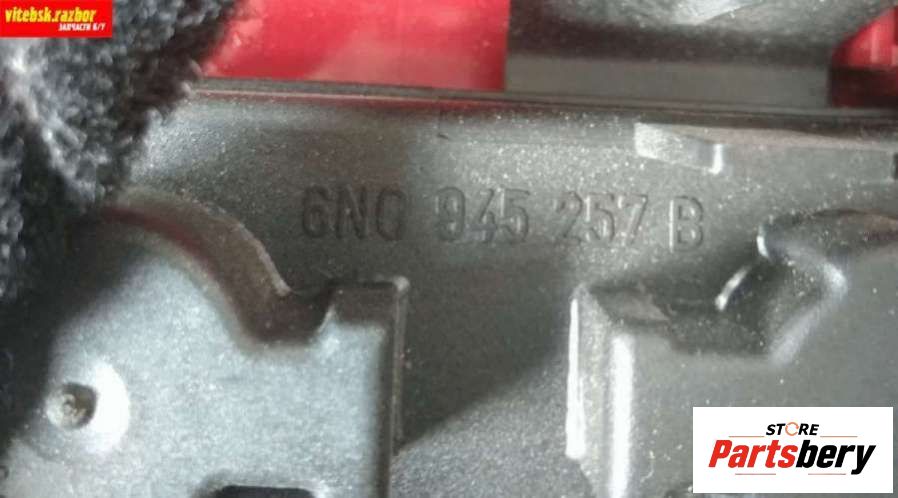 vitebsk.razbor
ЗАПЧАСТИ Б/У
6N0 945 257 B
STORE
Partsbery